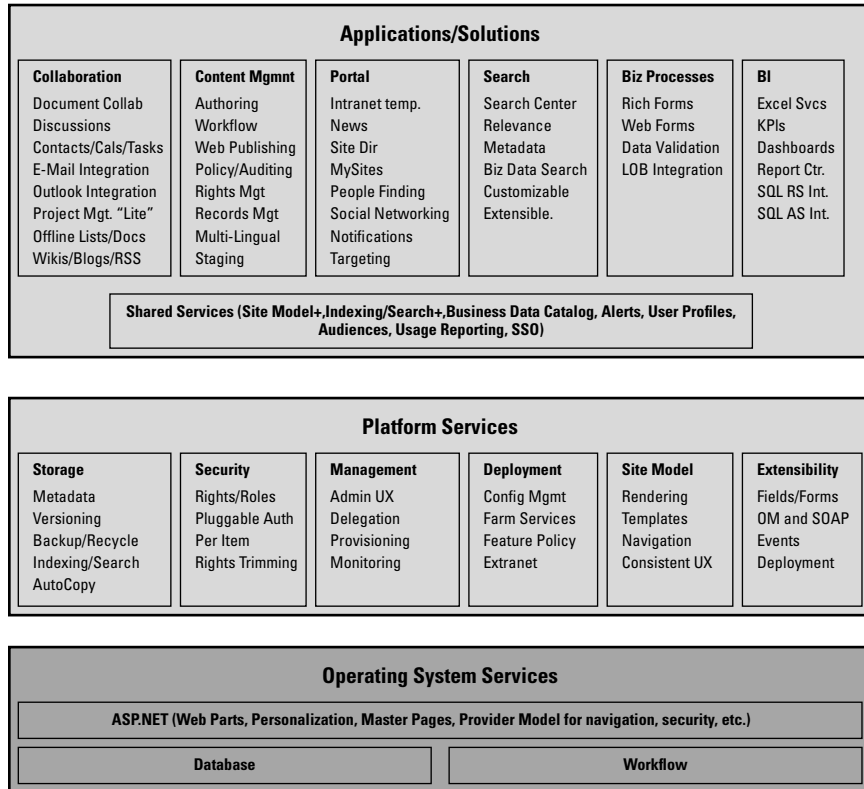 Applications/Solutions
Collaboration
Document Collab
Discussions
Contacts/Cals/Tasks
E-Mail Integration
Outlook Integration
Project Mgt. “Lite”
Offline Lists/Docs
Wikis/Blogs/RSS
Content Mgmnt
Authoring
Workflow
Web Publishing
Policy/Auditing
Rights Mgt
Records Mgt
Multi-Lingual
Staging
Portal
Intranet temp.
News
Site Dir
MySites
People Finding
Social Networking
Notifications
Targeting
Search
Search Center
Relevance
Metadata
Biz Data Search
Customizable
Extensible.
Biz Processes
Rich Forms
Web Forms
Data Validation
LOB Integration
BI
Excel Svcs
KPIs
Dashboards
Report Ctr.
SQL RS Int.
SQL AS Int.
Shared Services (Site Model+,Indexing/Search+,Business Data Catalog, Alerts, User Profiles,
Audiences, Usage Reporting, SSO)
Platform Services
Storage
Metadata
Versioning
Backup/Recycle
Indexing/Search
AutoCopy
Security
Rights/Roles
Pluggable Auth
Per Item
Rights Trimming
Management
Admin UX
Delegation
Provisioning
Monitoring
Deployment
Config Mgmt
Farm Services
Feature Policy
Extranet
Site Model
Rendering
Templates
Navigation
Consistent UX
Extensibility
Fields/Forms
OM and SOAP
Events
Deployment
Operating System Services
ASP.NET (Web Parts, Personalization, Master Pages, Provider Model for navigation, security, etc.)
Database
Workflow